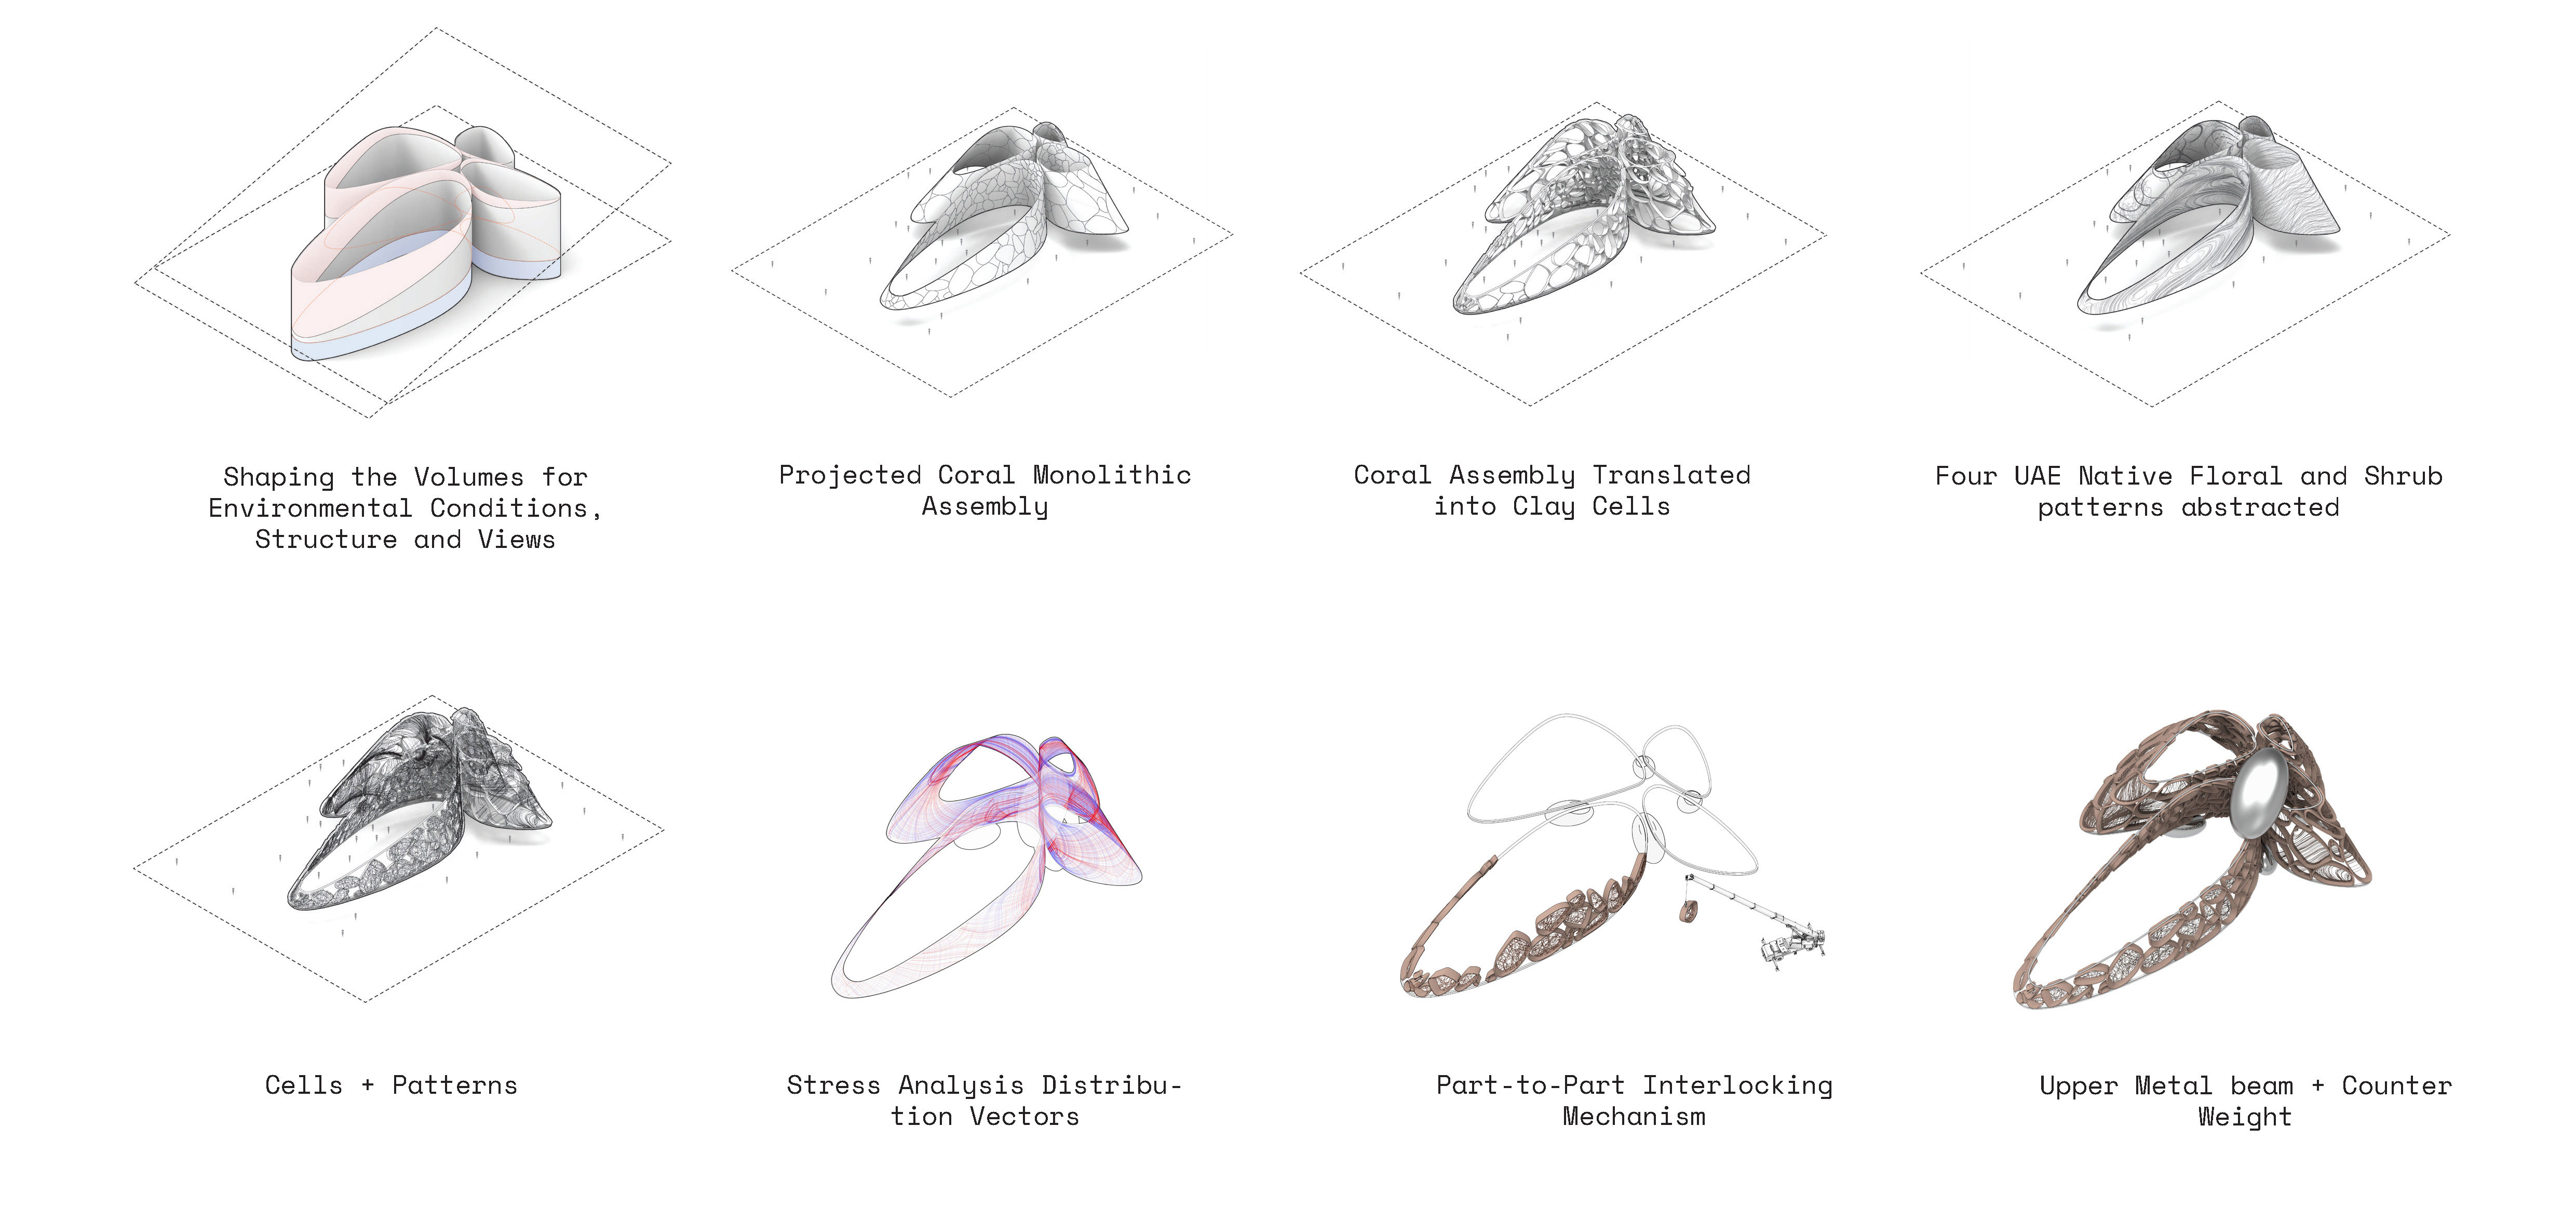 Shaping the Volumes for
Environmental Conditions,
Structure and Views
Projected Coral Monolithic
Assembly
Coral Assembly Translated
into Clay Cells
Four UAE Native Floral and Shrub
patterns abstracted
Cells + Patterns
Stress Analysis Distribu-
tion Vectors
Part-to-Part Interlocking
Mechanism
Upper Metal beam + Counter
Weight